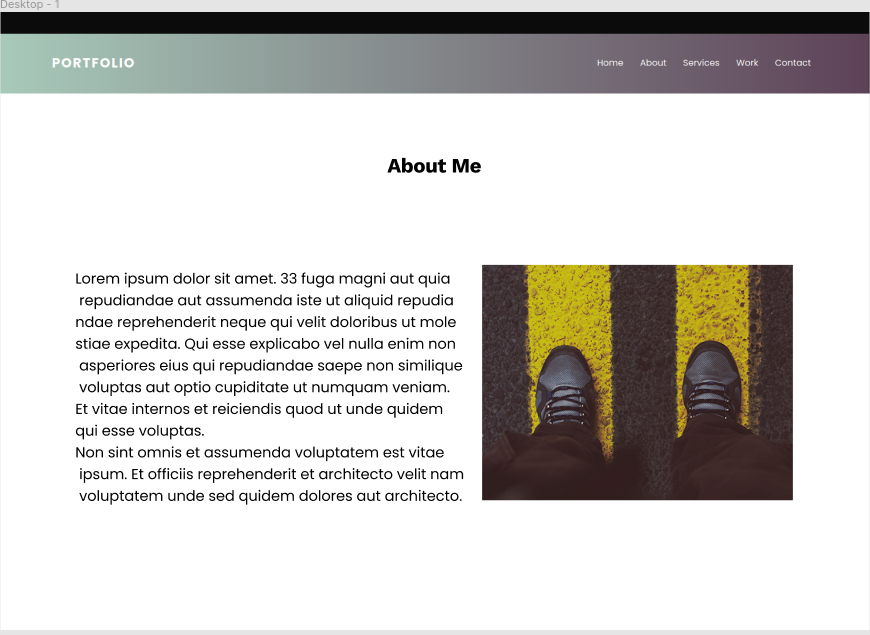 Desktop - 1
PORTFOLIO
Home About Services Work Contact
About Me
Lorem ipsum dolor sit amet. 33 fuga magni aut quia
repudiandae aut assumenda iste ut aliquid repudia
ndae reprehenderit neque qui velit doloribus ut mole
stiae expedita. Qui esse explicabo vel nulla enim non
asperiores eius qui repudiandae saepe non similique
voluptas aut optio cupiditate ut numquam veniam.
Et vitae internos et reiciendis quod ut unde quidem
qui esse voluptas.
Non sint omnis et assumenda voluptatem est vitae
ipsum. Et officiis reprehenderit et architecto velit nam
voluptatem unde sed quidem dolores aut architecto.